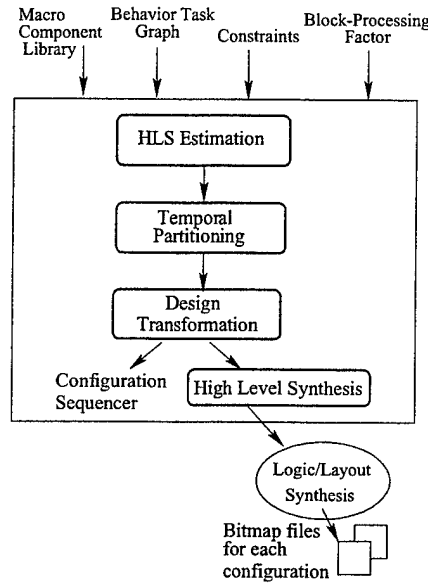 Macro
Component
Library
Behavior Task
Graph
Constraints
Block-Processing
Factor
HLS Estimation
Temporal
Partitioning
Design
Transformation
Configuration
Sequencer
High Level Synthesis
Logic/Layout
Synthesis
Bitmap files
for each
configuration